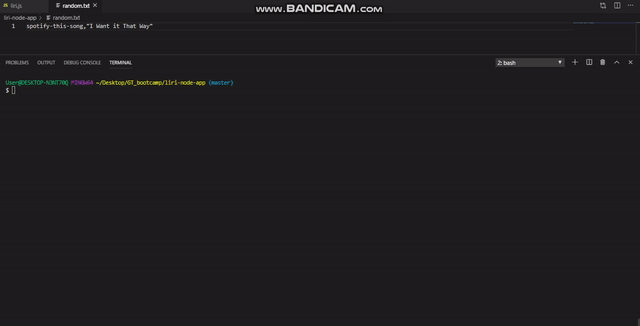 liri.js random.txt
www.BANDICAM.com
liri-node-app > random.txt
1 spotify-this-song,"I Want it That Way"
PROBLEMS OUTPUT DEBUG CONSOLE TERMINAL 2: bash
User@DESKTOP-N3NT70Q MINGW64 ~/Desktop/GT_bootcamp/liri-node-app (master)
$